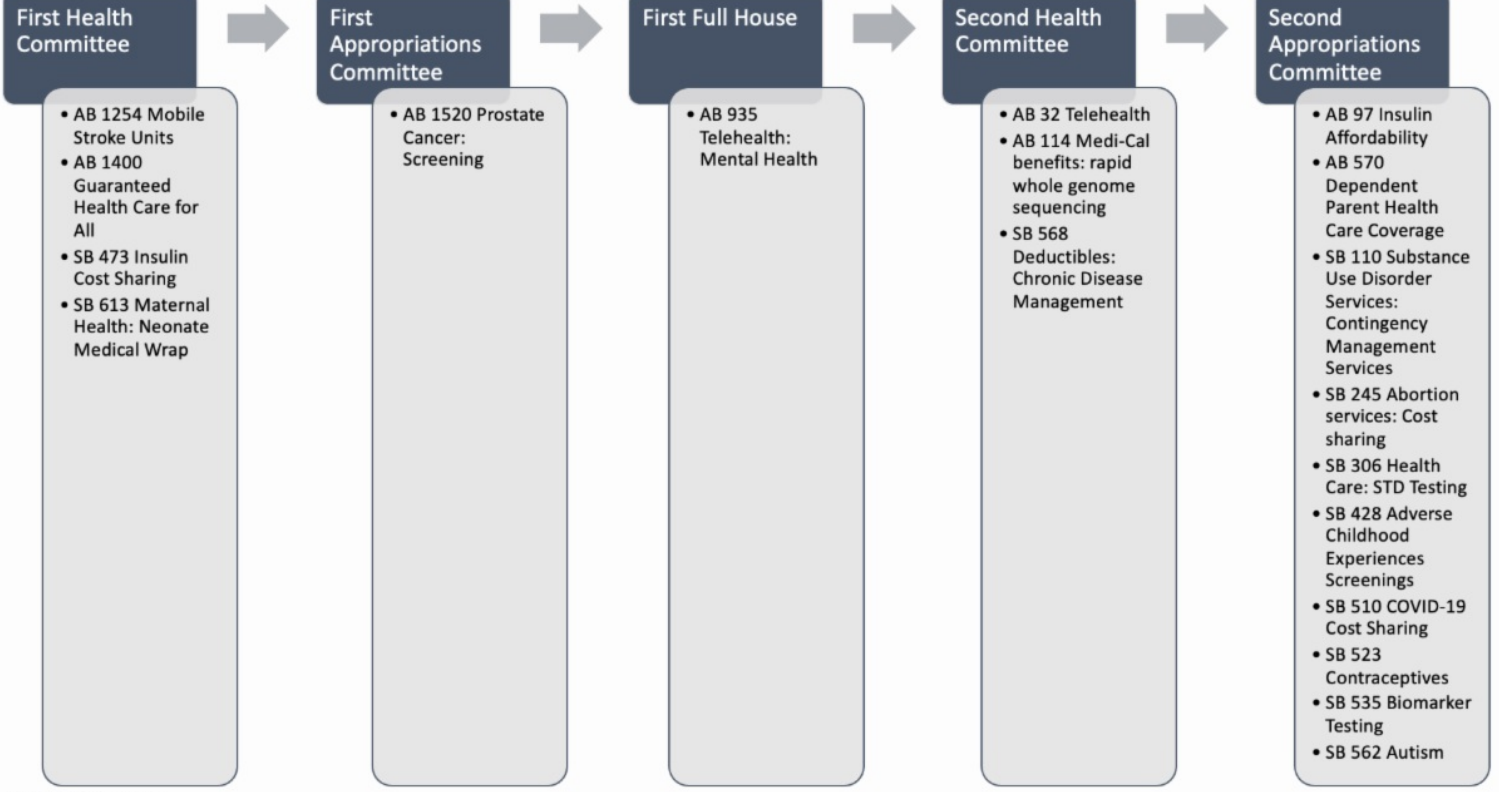 First Health
Committee
• AB 1254 Mobile
Stroke Units
• AB 1400
Guaranteed
Health Care for
All
• SB 473 Insulin
Cost Sharing
• SB 613 Maternal
Health: Neonate
Medical Wrap
First
Appropriations
Committee
• AB 1520 Prostate
Cancer:
Screening
First Full House
• AB 935
Telehealth:
Mental Health
Second Health
Committee
• AB 32 Telehealth
• AB 114 Medi-Cal
benefits: rapid
whole genome
sequencing
• SB 568
Deductibles:
Chronic Disease
Management
Second
Appropriations
Committee
• AB 97 Insulin
Affordability
• AB 570
Dependent
Parent Health
Care Coverage
• SB 110 Substance
Use Disorder
Services:
Contingency
Management
Services
• SB 245 Abortion
services: Cost
sharing
• SB 306 Health
Care: STD Testing
• SB 428 Adverse
Childhood
Experiences
Screenings
• SB 510 COVID-19
Cost Sharing
• SB 523
Contraceptives
• SB 535 Biomarker
Testing
• SB 562 Autism